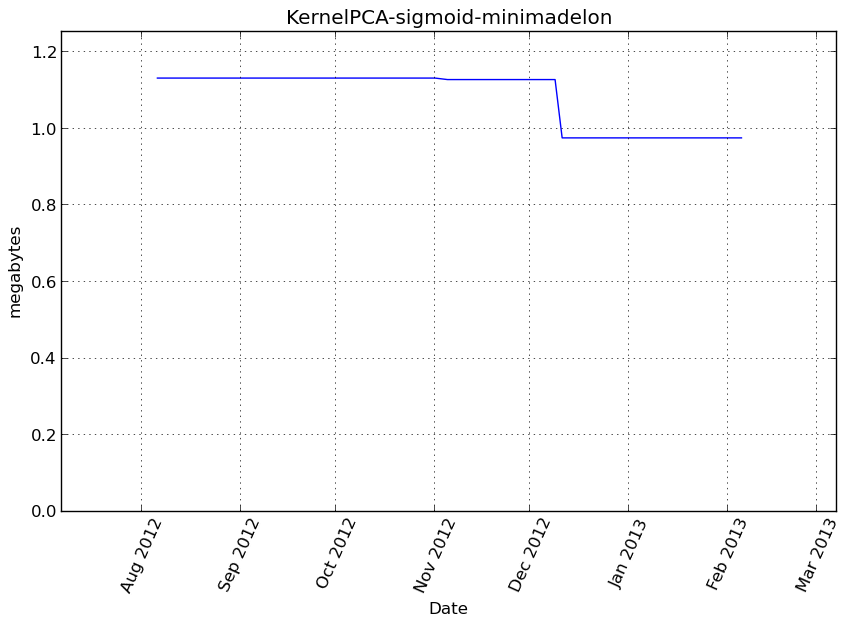 KernelPCA-sigmoid-minimadelon
1.2
1.0
0.8
0.6
0.4
0.2
0.0
megabytes
Aug 2012
Sep 2012
Oct 2012
Nov 2012
Dec 2012
Jan 2013
Feb 2013
Mar 2013
Date